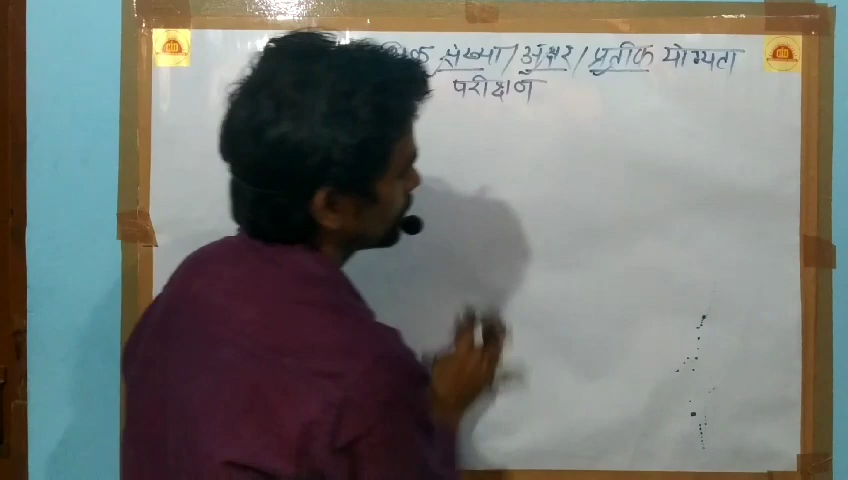 संख्या / अक्षर / प्रतीक योग्यता
परीक्षण